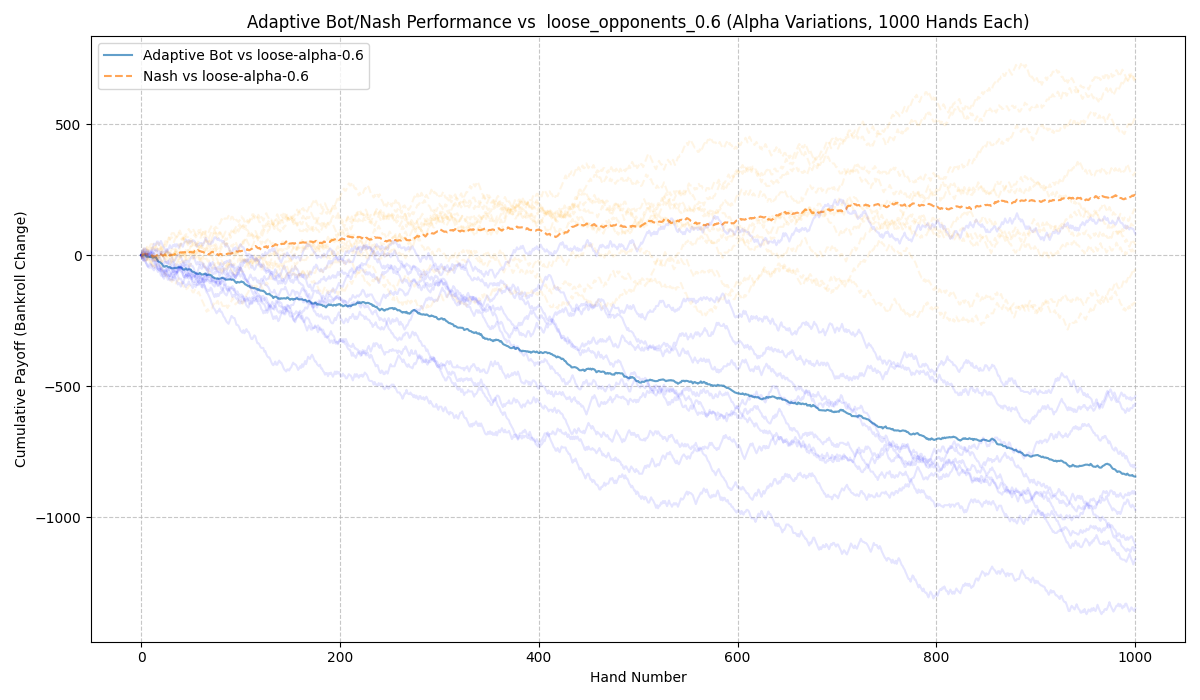 Adaptive Bot/Nash Performance vs  loose_opponents_0.6 (Alpha Variations, 1000 Hands Each)
Adaptive Bot vs loose-alpha-0.6
Nash vs loose-alpha-0.6
Cumulative Payoff (Bankroll Change)
500
0
−500
−1000
0 200 400 600 800 1000
Hand Number